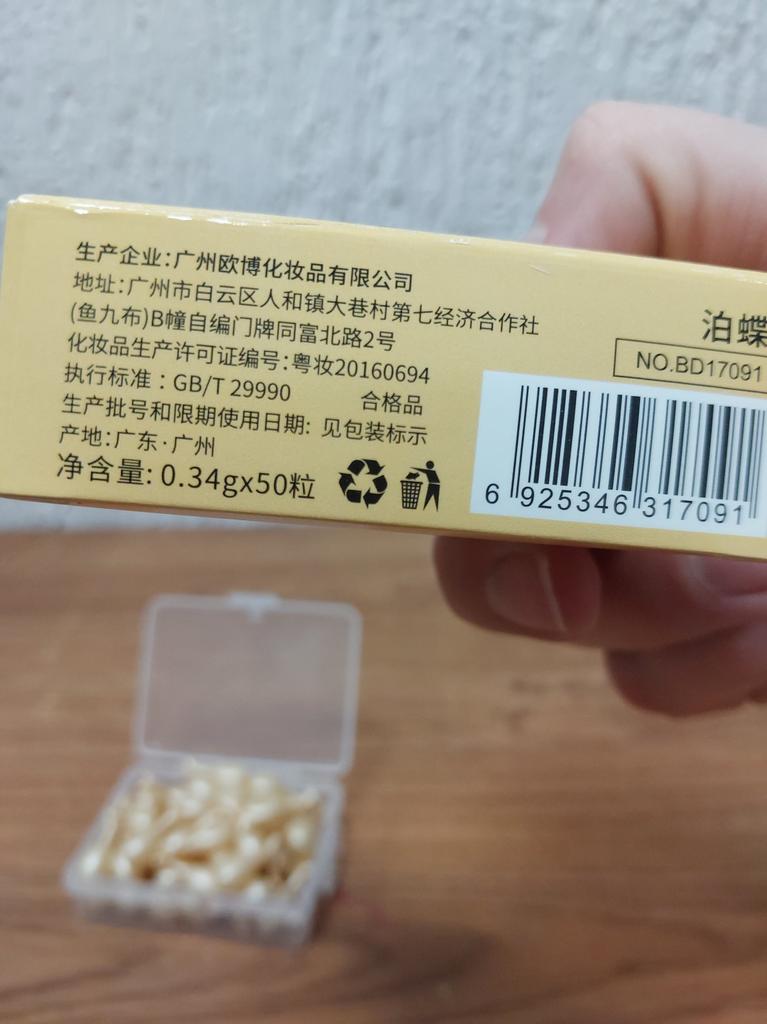 生产企业:广州欧博化妆品有限公司
地址:广州市白云区人和镇大巷村第七经济合作社
(鱼九布)B幢自编门牌同富北路2号
化妆品生产许可证编号:粤妆20160694
执行标准:GB/T 29990 合格品
生产批号和限期使用日期: 见包装标示
产地:广东·广州
净含量: 0.34gx50粒
泊蝶
NO.BD17091
6 925346 317091